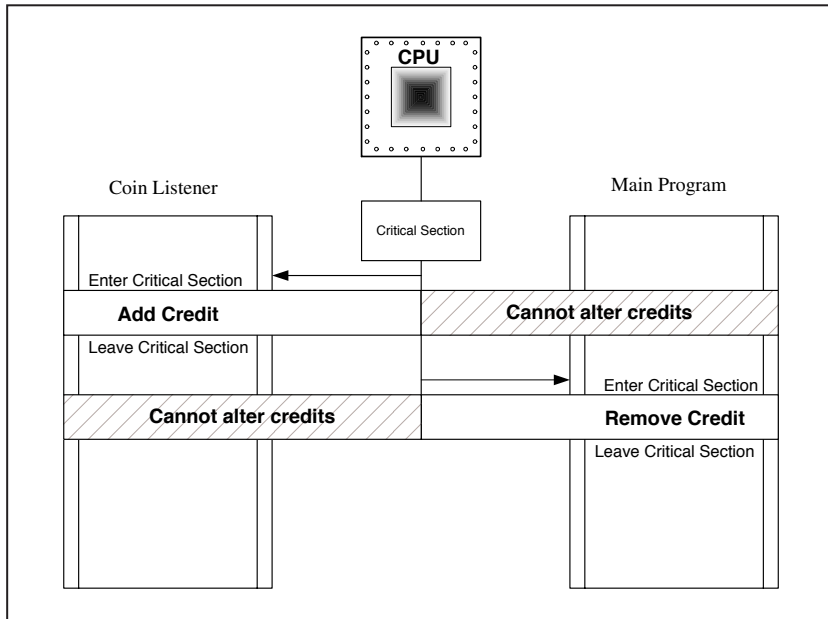 CPU
Coin Listener
Main Program
Critical Section
Enter Critical Section
Add Credit
Cannot alter credits
Leave Critical Section
Enter Critical Section
Cannot alter credits
Remove Credit
Leave Critical Section